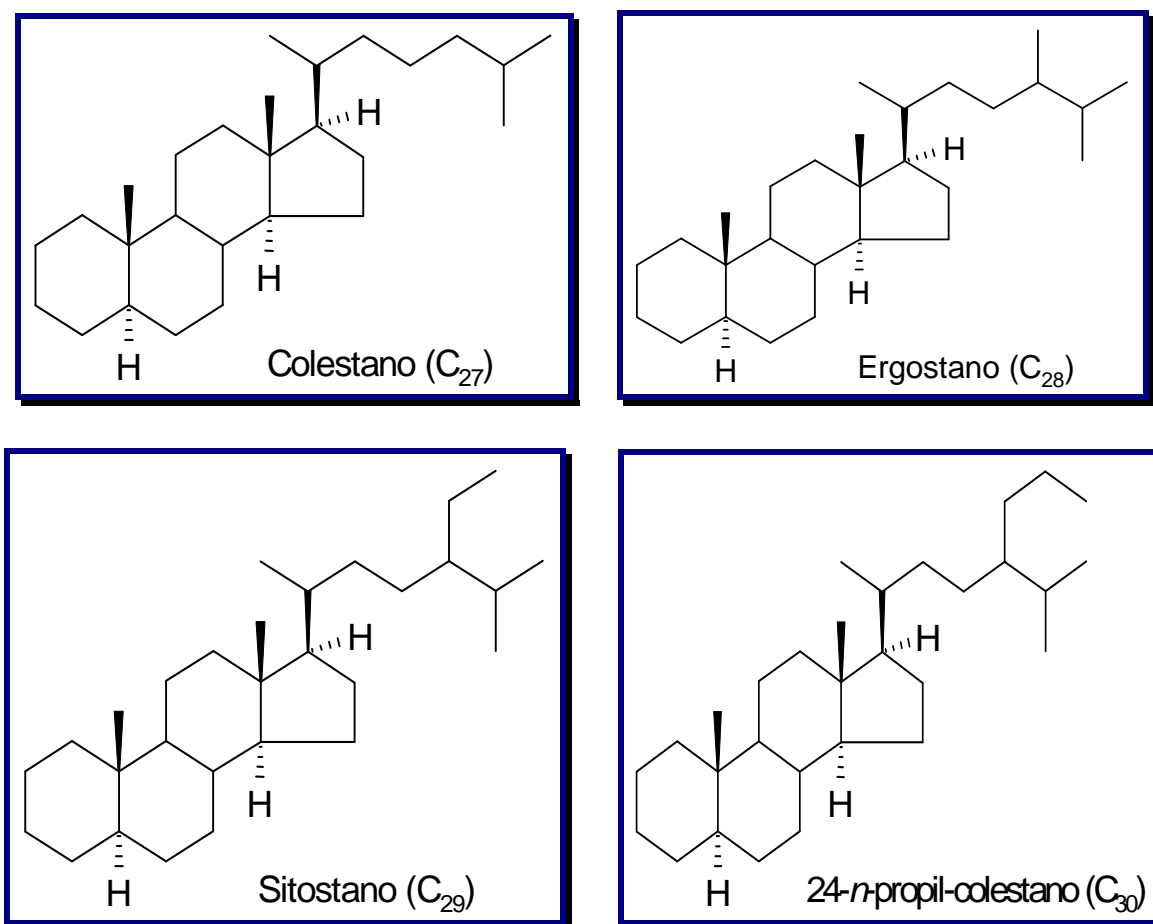 H
H
H
Colestano (C27)
H
H
H
Ergostano (C28)
H
H
H
Sitostano (C29)
H
H
H
24-n-propil-colestano (C30)